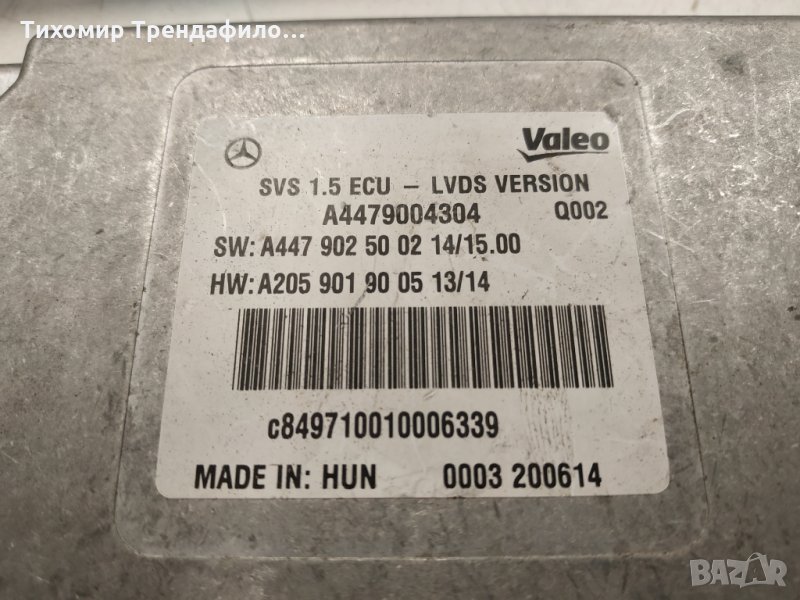 Тихомир Трендафило...
Valeo
SVS 1.5 ECU – LVDS VERSION
A4479004304 Q002
SW: A447 902 50 02 14/15.00
HW: A205 901 90 05 13/14
c849710010006339
MADE IN: HUN 0003 200614
BAZAR